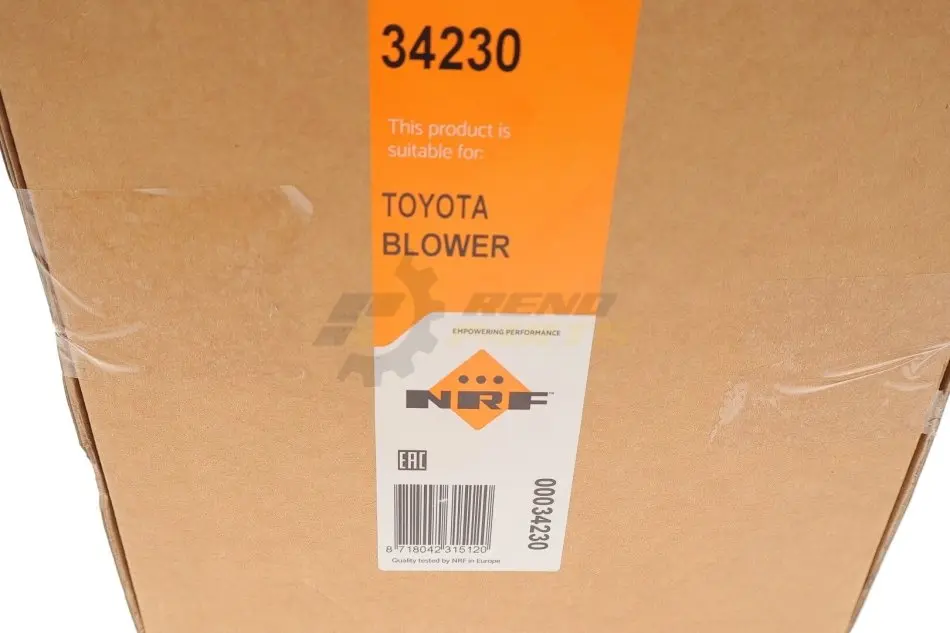 34230
This product is
suitable for:
TOYOTA
BLOWER
RENO
EMPOWERING PERFORMANCE
NRF™
EAC
00034230
8 718042 315120
Quality tested by NRF in Europe